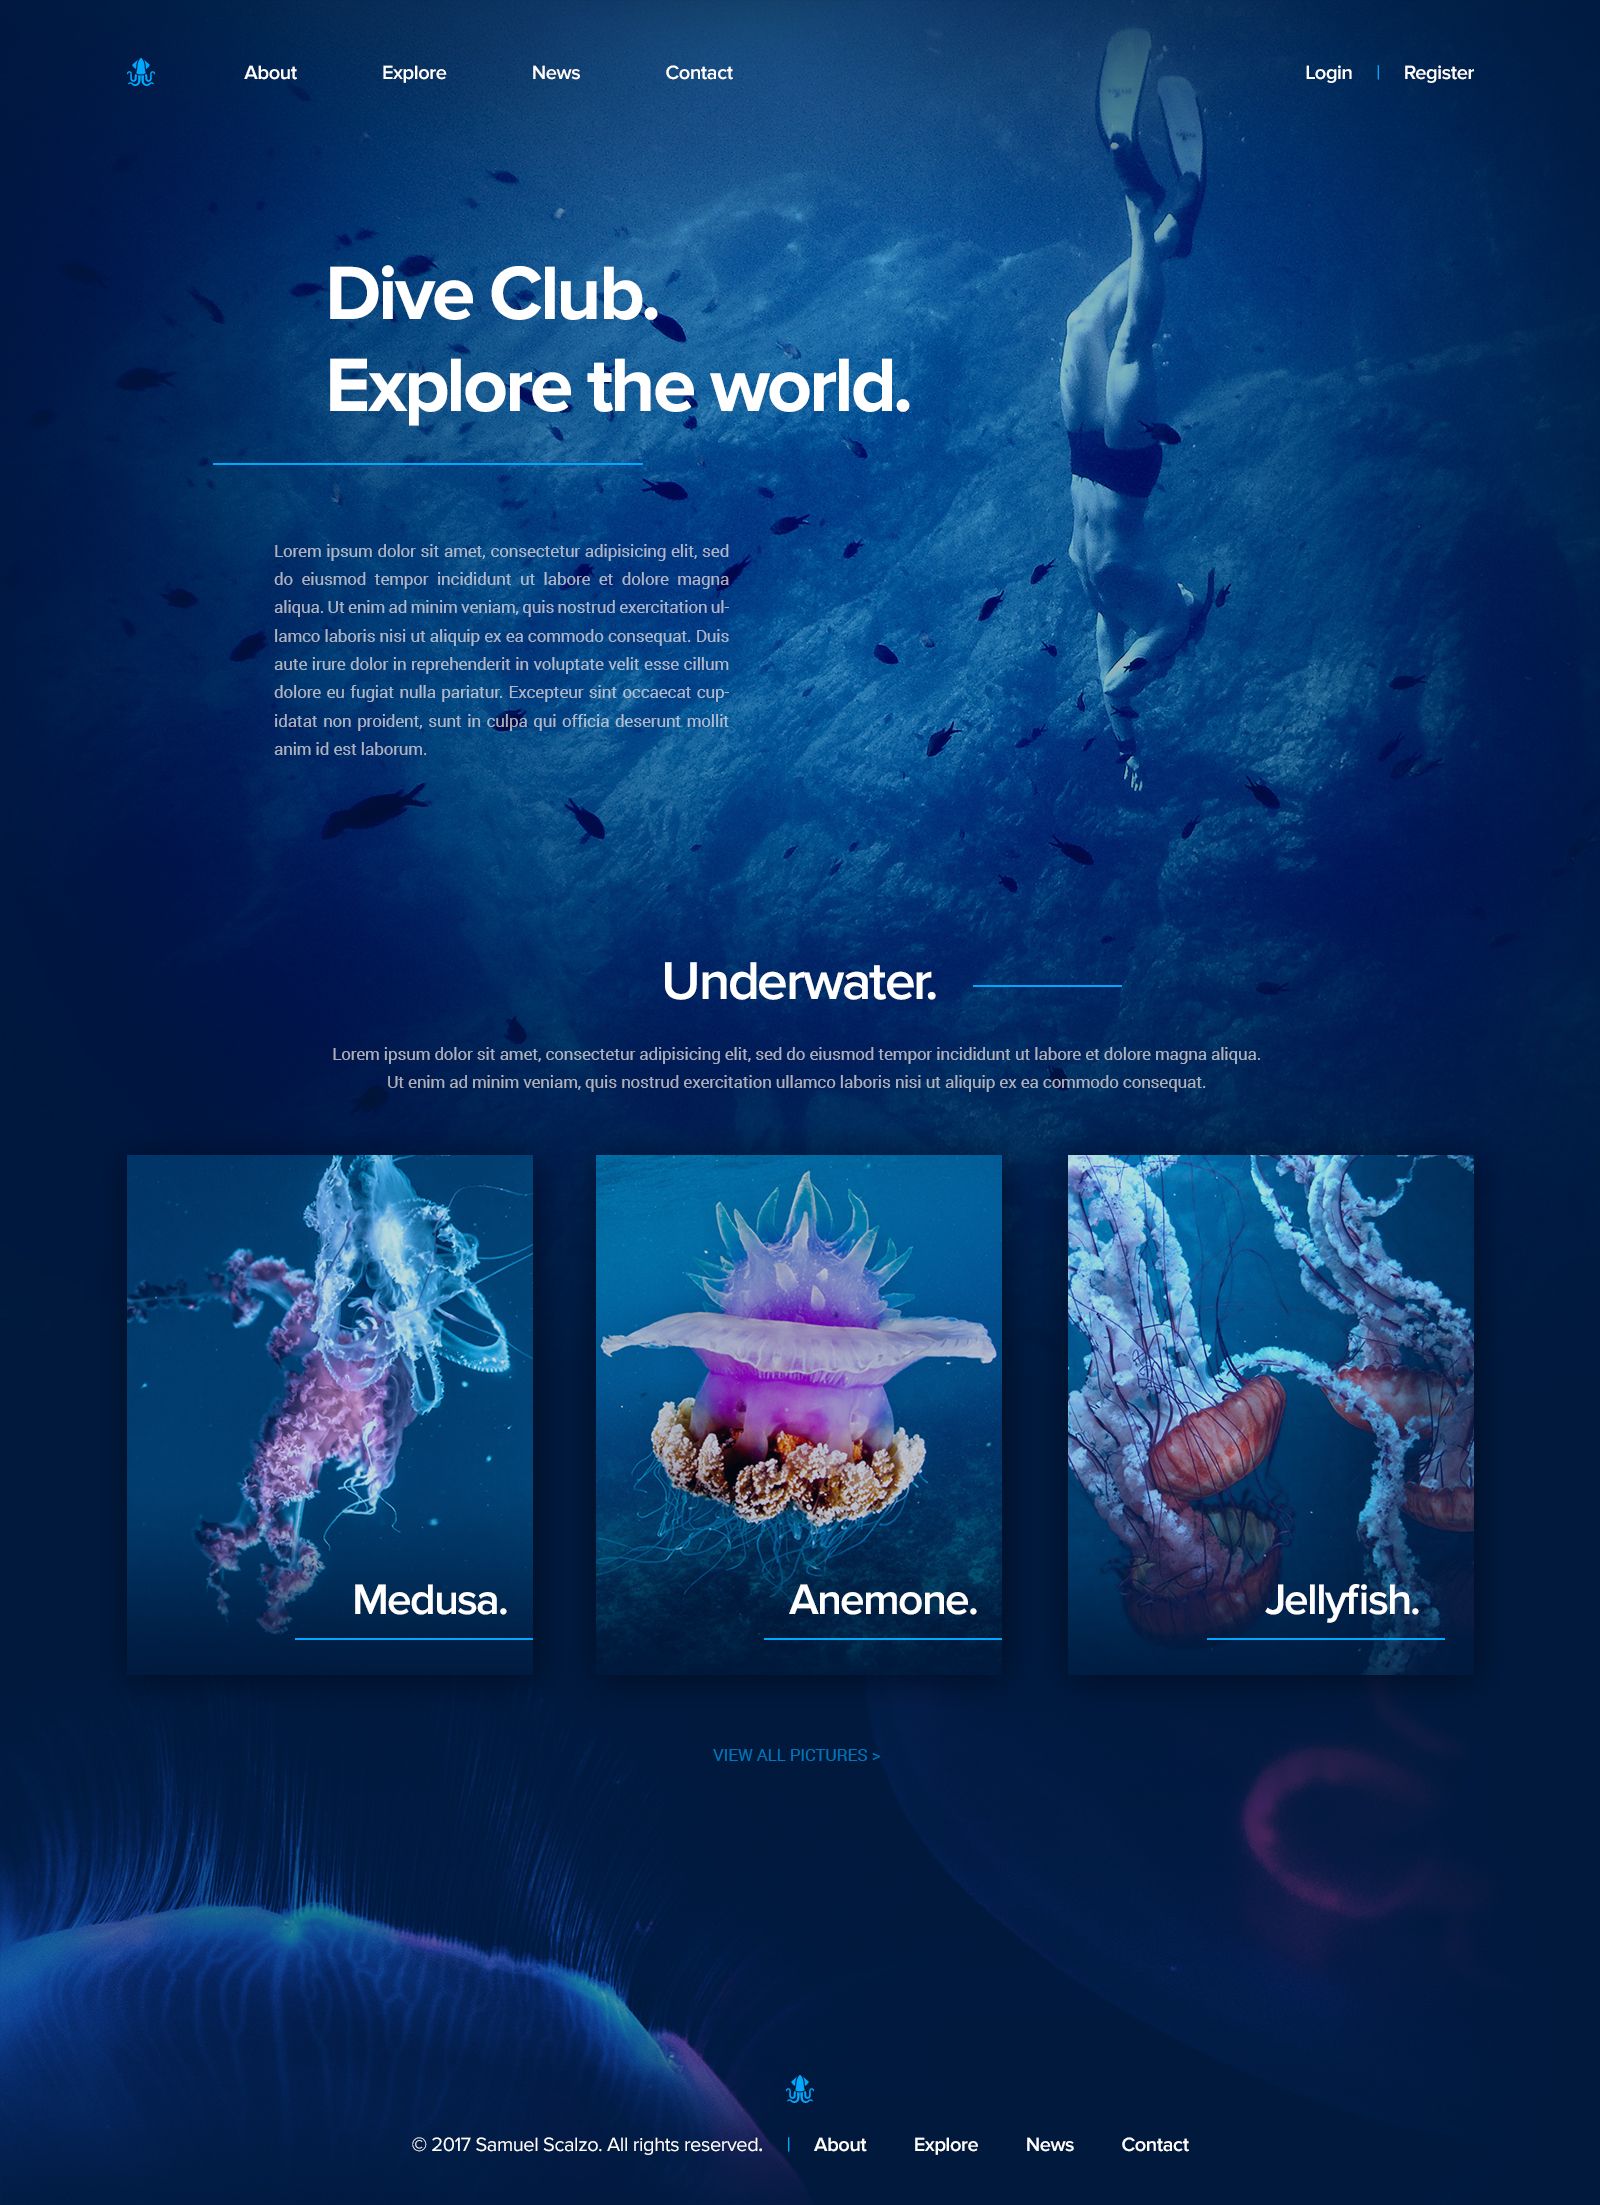 About
Explore
News
Contact
Login | Register
Dive Club.
Explore the world.
Lorem ipsum dolor sit amet, consectetur adipisicing elit, sed
do eiusmod tempor incididunt ut labore et dolore magna
aliqua. Ut enim ad minim veniam, quis nostrud exercitation ul-
lamco laboris nisi ut aliquip ex ea commodo consequat. Duis
aute irure dolor in reprehenderit in voluptate velit esse cillum
dolore eu fugiat nulla pariatur. Excepteur sint occaecat cup-
idatat non proident, sunt in culpa qui officia deserunt mollit
anim id est laborum.
Underwater.
Lorem ipsum dolor sit amet, consectetur adipisicing elit, sed do eiusmod tempor incididunt ut labore et dolore magna aliqua.
Ut enim ad minim veniam, quis nostrud exercitation ullamco laboris nisi ut aliquip ex ea commodo consequat.
Medusa.
Anemone.
Jellyfish.
VIEW ALL PICTURES >
© 2017 Samuel Scalzo. All rights reserved. | About Explore News Contact